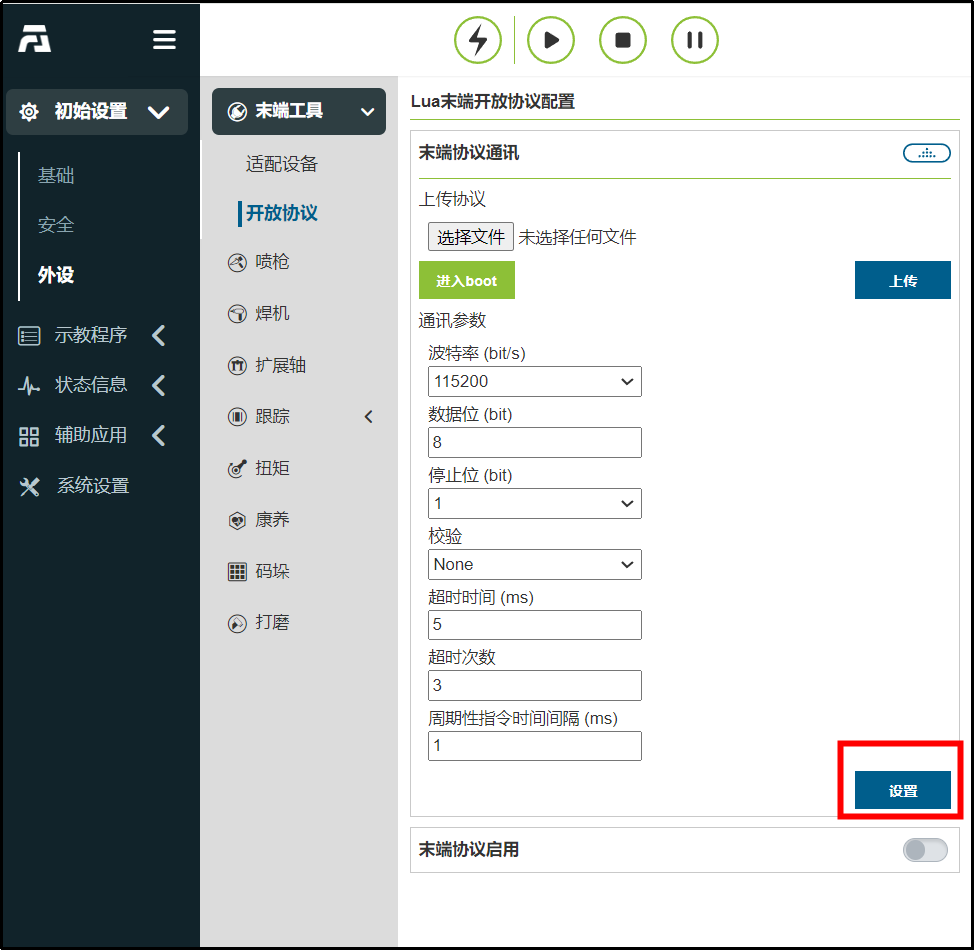 初始设置
基础
安全
外设
示教程序
状态信息
辅助应用
系统设置
末端工具
适配设备
开放协议
喷枪
焊机
扩展轴
跟踪
扭矩
康养
码垛
打磨
Lua末端开放协议配置
末端协议通讯
上传协议
选择文件 未选择任何文件
进入boot 上传
通讯参数
波特率 (bit/s)
115200
数据位 (bit)
8
停止位 (bit)
1
校验
None
超时时间 (ms)
5
超时次数
3
周期性指令时间间隔 (ms)
1
设置
末端协议启用